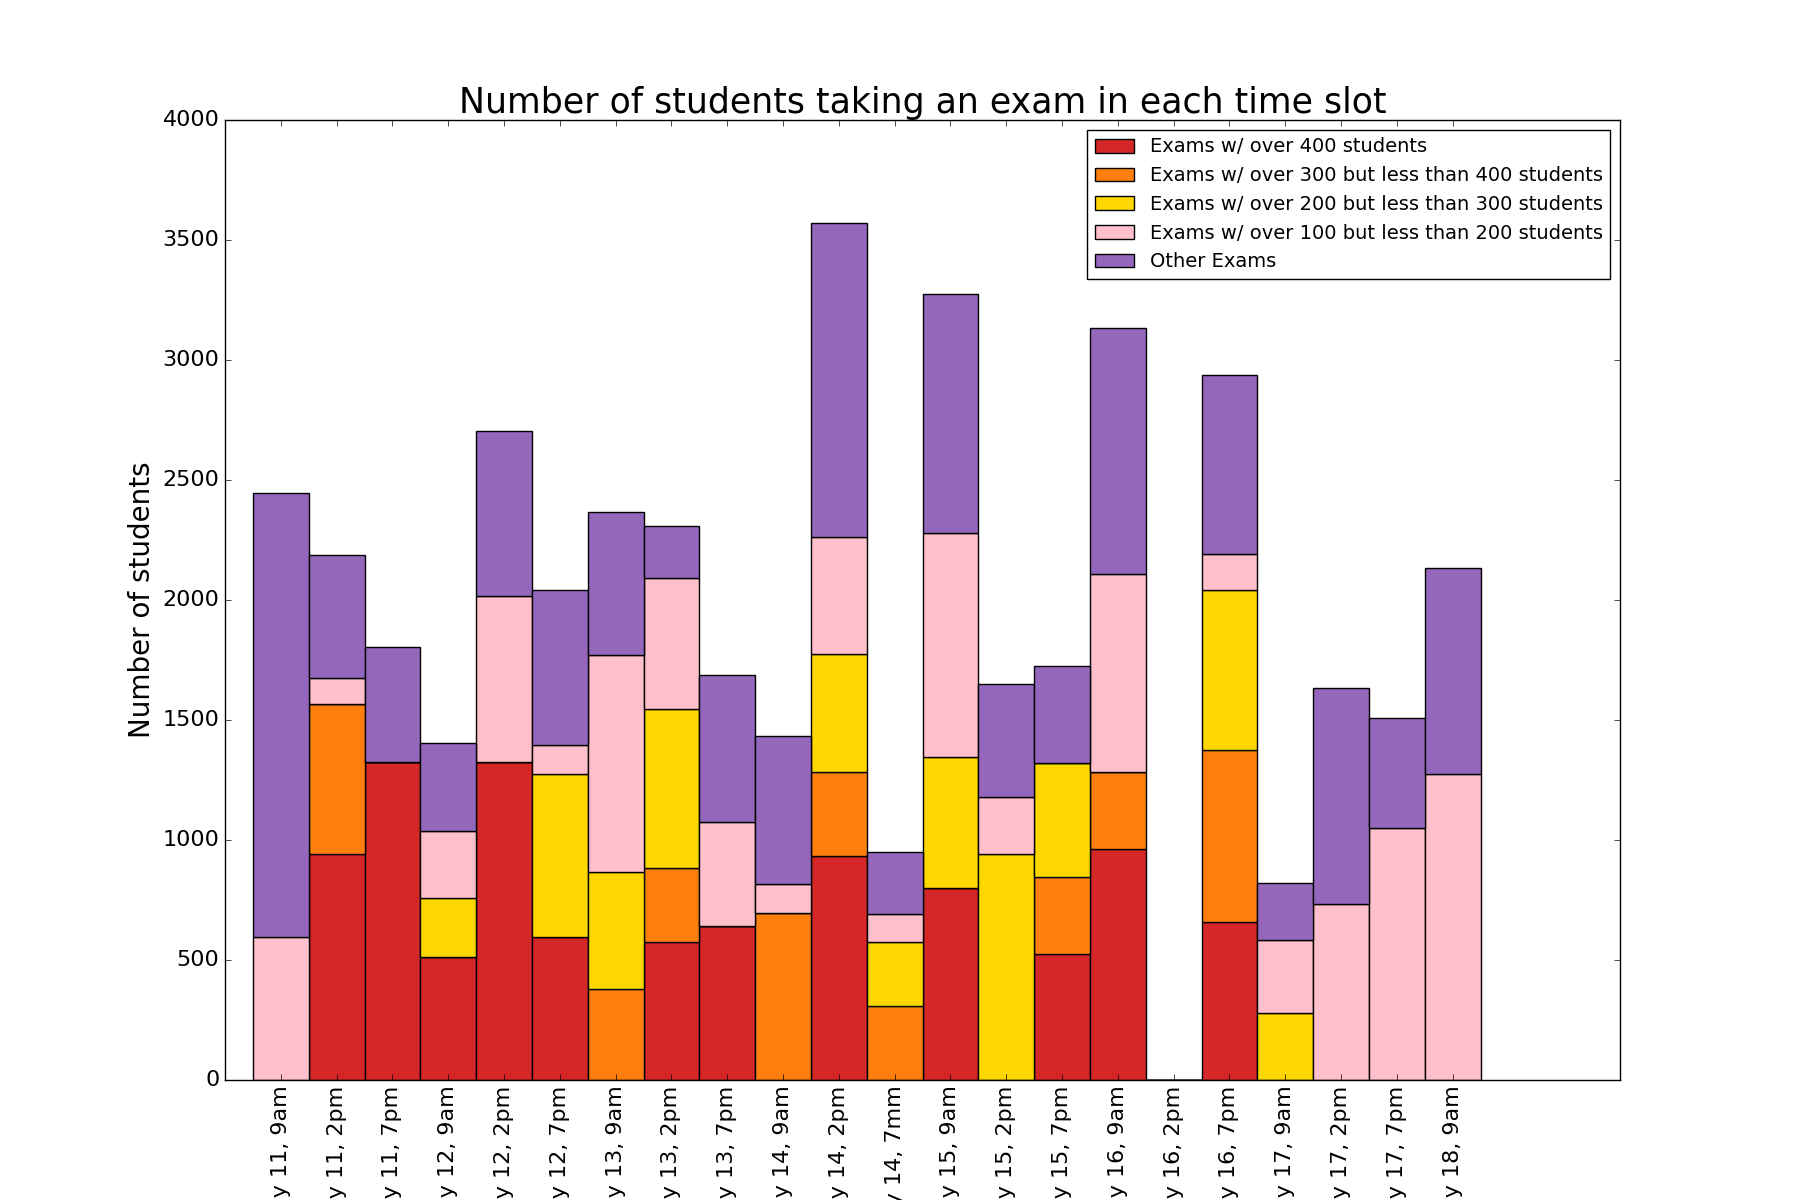 Number of students taking an exam in each time slot
Exams w/ over 400 students
Exams w/ over 300 but less than 400 students
Exams w/ over 200 but less than 300 students
Exams w/ over 100 but less than 200 students
Other Exams
Number of students
4000
3500
3000
2500
2000
1500
1000
500
0
y 11, 9am
y 11, 2pm
y 11, 7pm
y 12, 9am
y 12, 2pm
y 12, 7pm
y 13, 9am
y 13, 2pm
y 13, 7pm
y 14, 9am
y 14, 2pm
y 14, 7mm
y 15, 9am
y 15, 2pm
y 15, 7pm
y 16, 9am
y 16, 2pm
y 16, 7pm
y 17, 9am
y 17, 2pm
y 17, 7pm
y 18, 9am